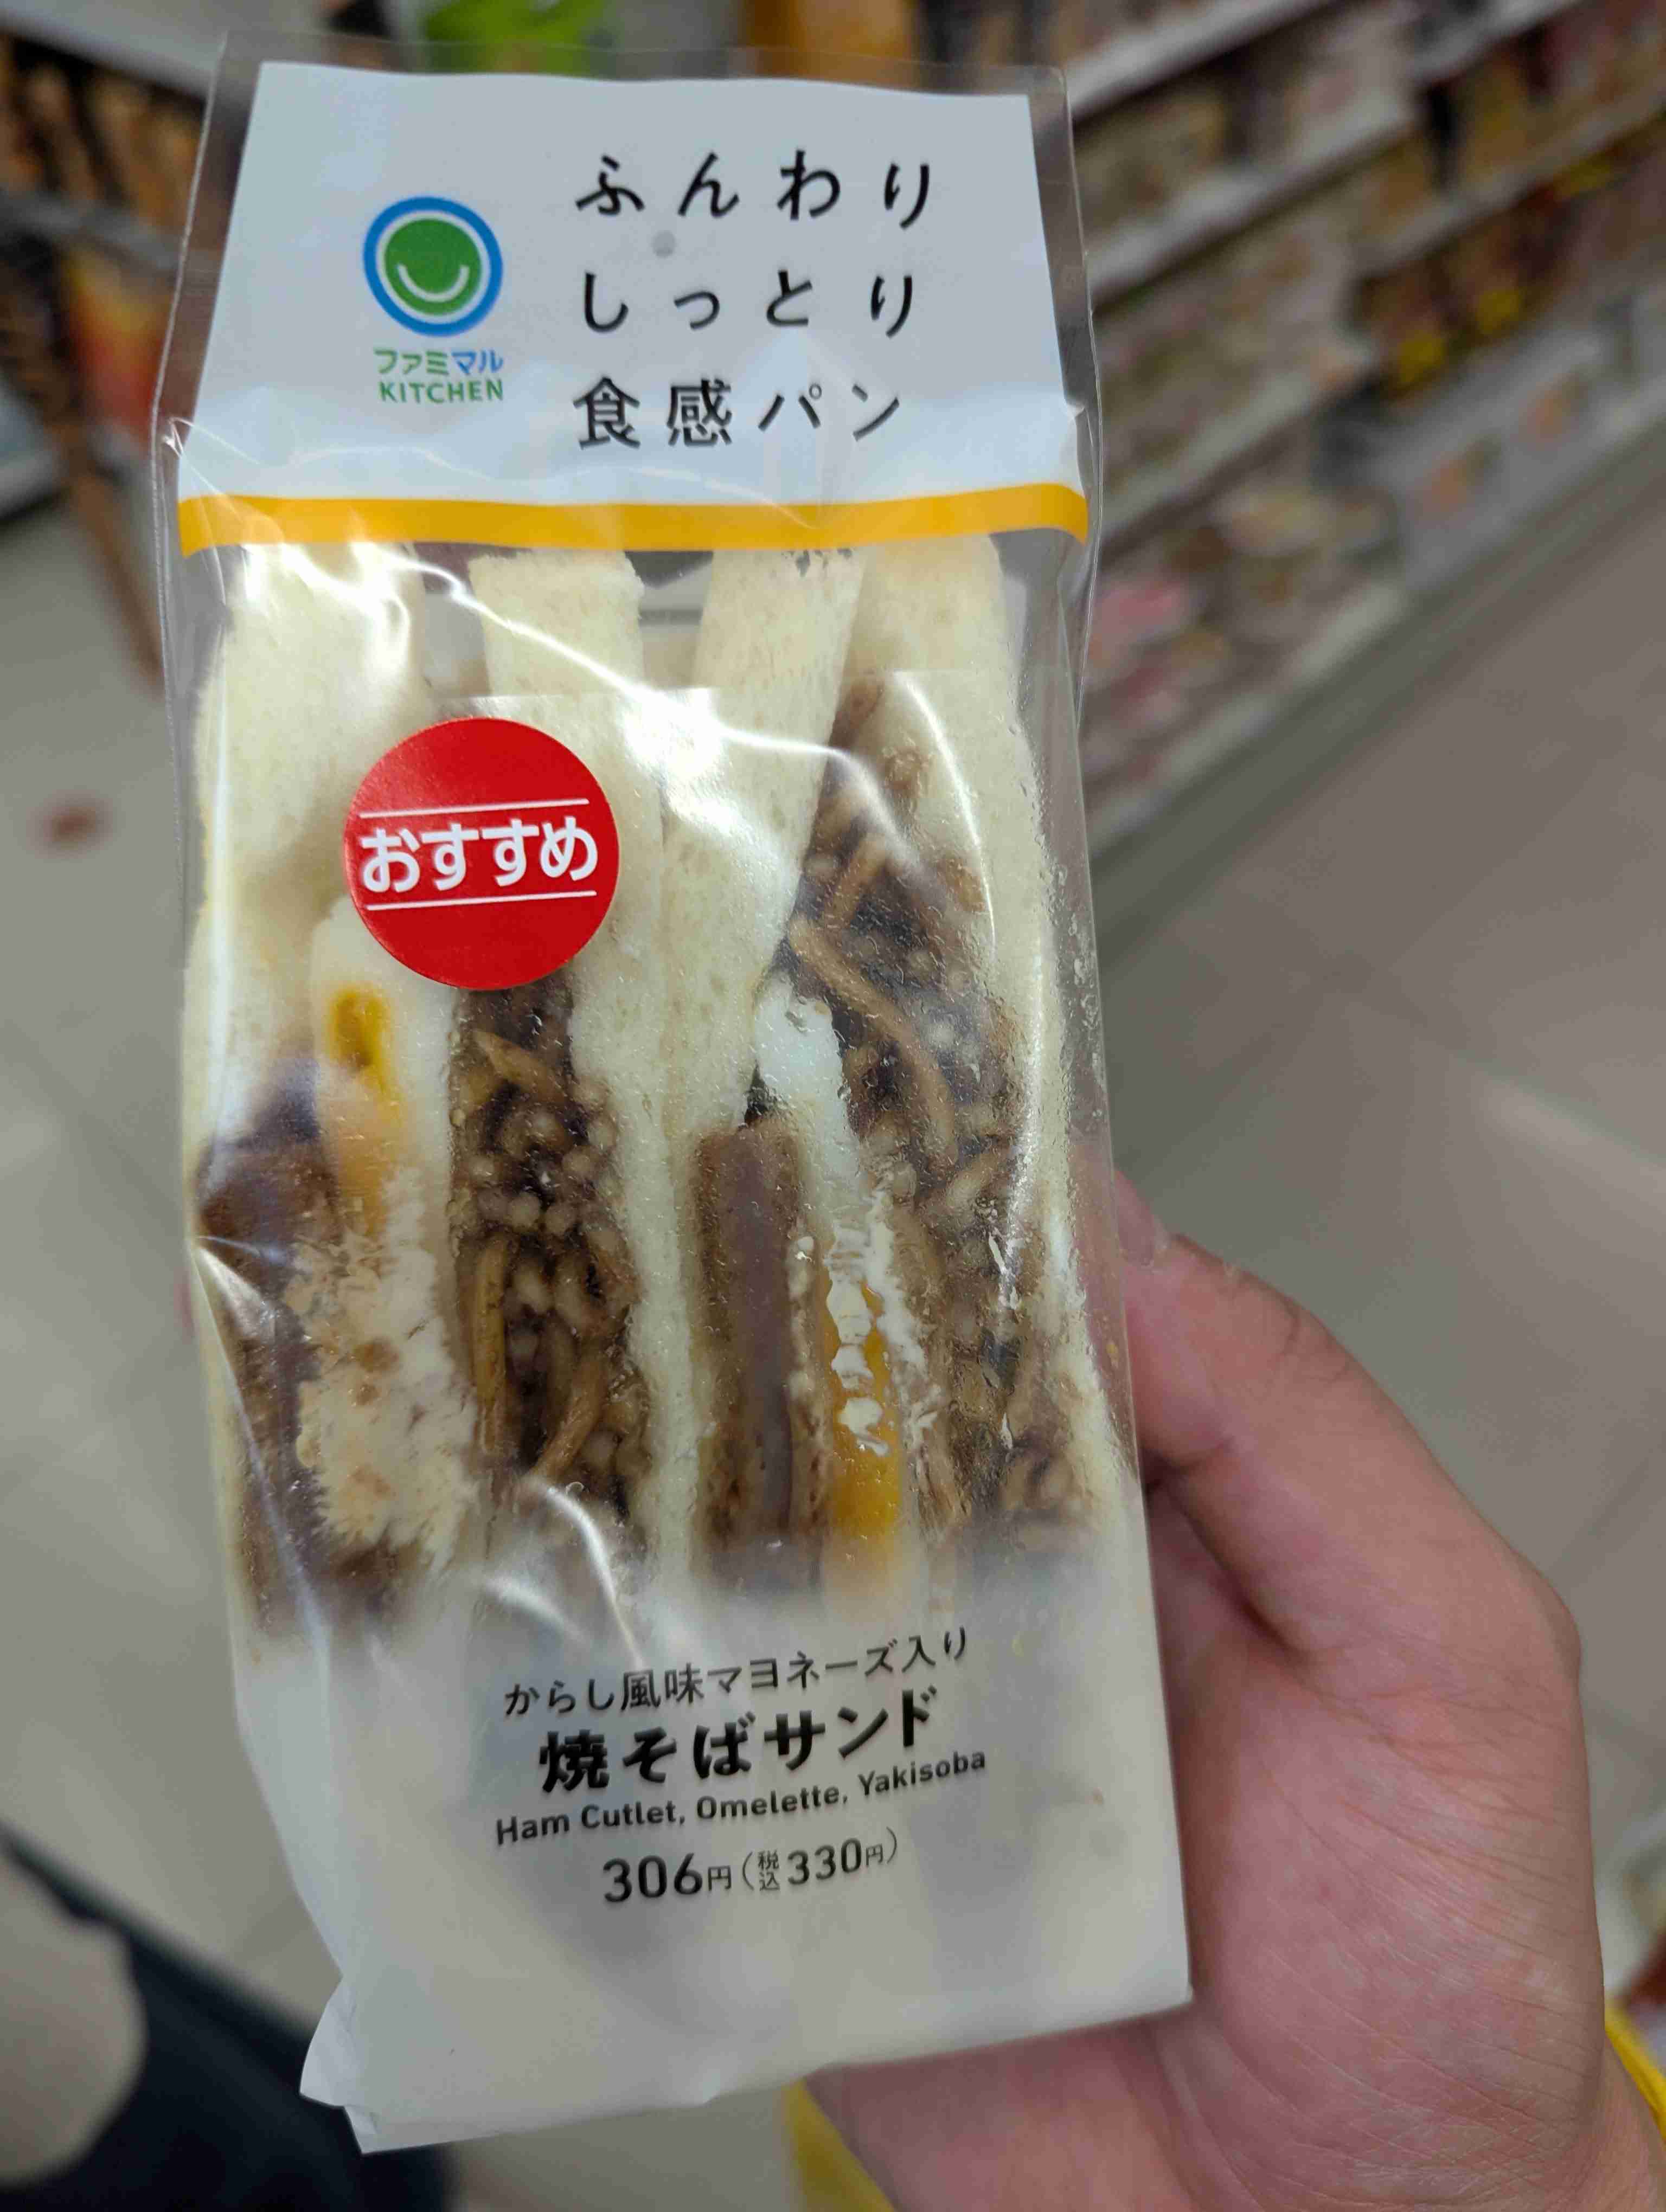 ふんわり
しっとり
食感パン
ファミマル
KITCHEN
おすすめ
からし風味マヨネーズ入り
焼そばサンド
Ham Cutlet, Omelette, Yakisoba
306円(税込330円)